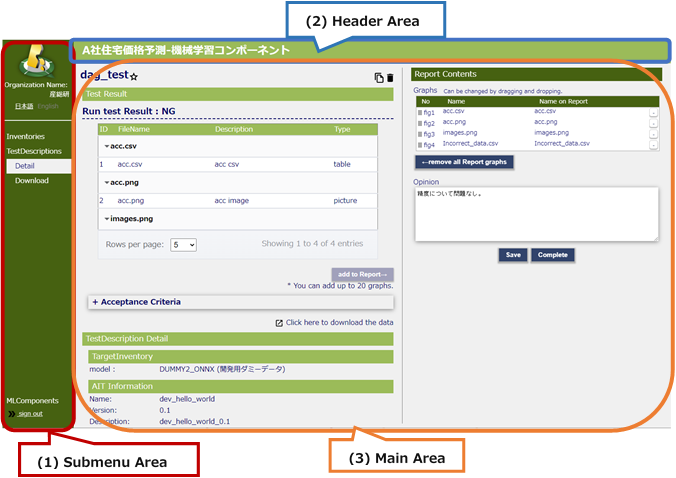 (2) Header Area
A社住宅価格予測-機械学習コンポーネント
Organization Name:
産総研
日本語 English
Inventories
TestDescriptions
Detail
Download
MLComponents
sign out
(1) Submenu Area
dag_test☆
Test Result
Run test Result : NG
ID FileName Description Type
acc.csv
1 acc.csv acc csv table
acc.png
2 acc.png acc image picture
images.png
Rows per page: 5 Showing 1 to 4 of 4 entries
add to Report→
* You can add up to 20 graphs.
+ Acceptance Criteria
Click here to download the data
TestDescription Detail
TargetInventory
model : DUMMY2_ONNX (開発用ダミーデータ)
AIT Information
Name: dev_hello_world
Version: 0.1
Description: dev_hello_world_0.1
Report Contents
Graphs Can be changed by dragging and dropping.
No Name Name on Report
fig1 acc.csv acc.csv
fig2 acc.png acc.png
fig3 images.png images.png
fig4 Incorrect_data.csv Incorrect_data.csv
←remove all Report graphs
Opinion
精度について問題なし。
Save Complete
(3) Main Area